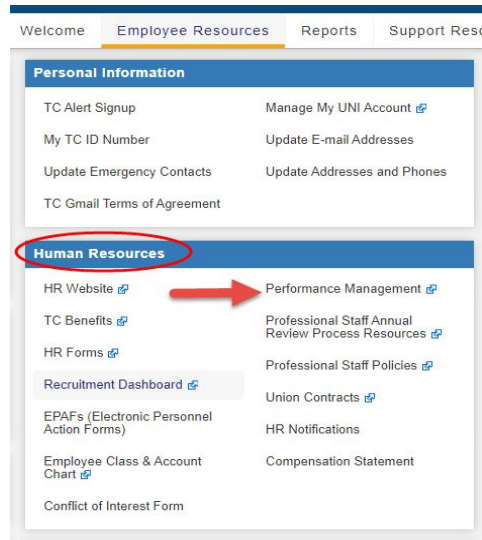 Welcome Employee Resources Reports Support
Personal Information
TC Alert Signup
My TC ID Number
Update Emergency Contacts
TC Gmail Terms of Agreement
Manage My UNI Account
Update E-mail Addresses
Update Addresses and Phones
Human Resources
HR Website
TC Benefits
HR Forms
Recruitment Dashboard
EPAFs (Electronic Personnel
Action Forms)
Employee Class & Account
Chart
Conflict of Interest Form
Performance Management
Professional Staff Annual
Review Process Resources
Professional Staff Policies
Union Contracts
HR Notifications
Compensation Statement